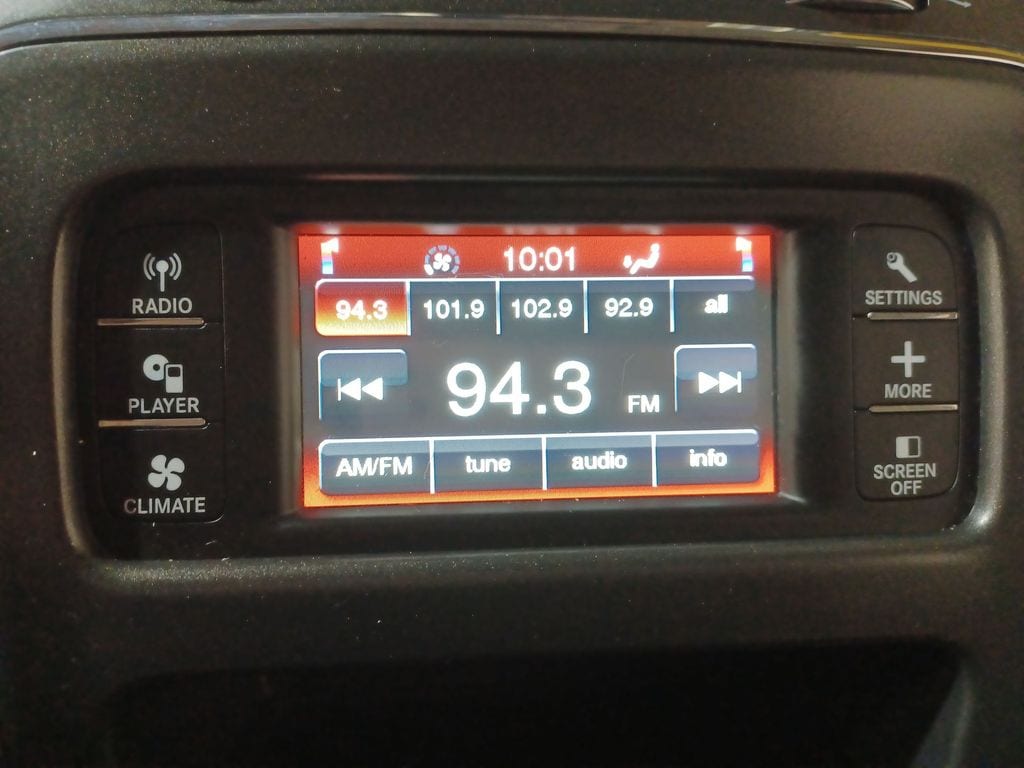 10:01
94.3 101.9 102.9 92.9 all
94.3 FM
AM/FM tune audio info
RADIO
PLAYER
CLIMATE
SETTINGS
MORE
SCREEN
OFF